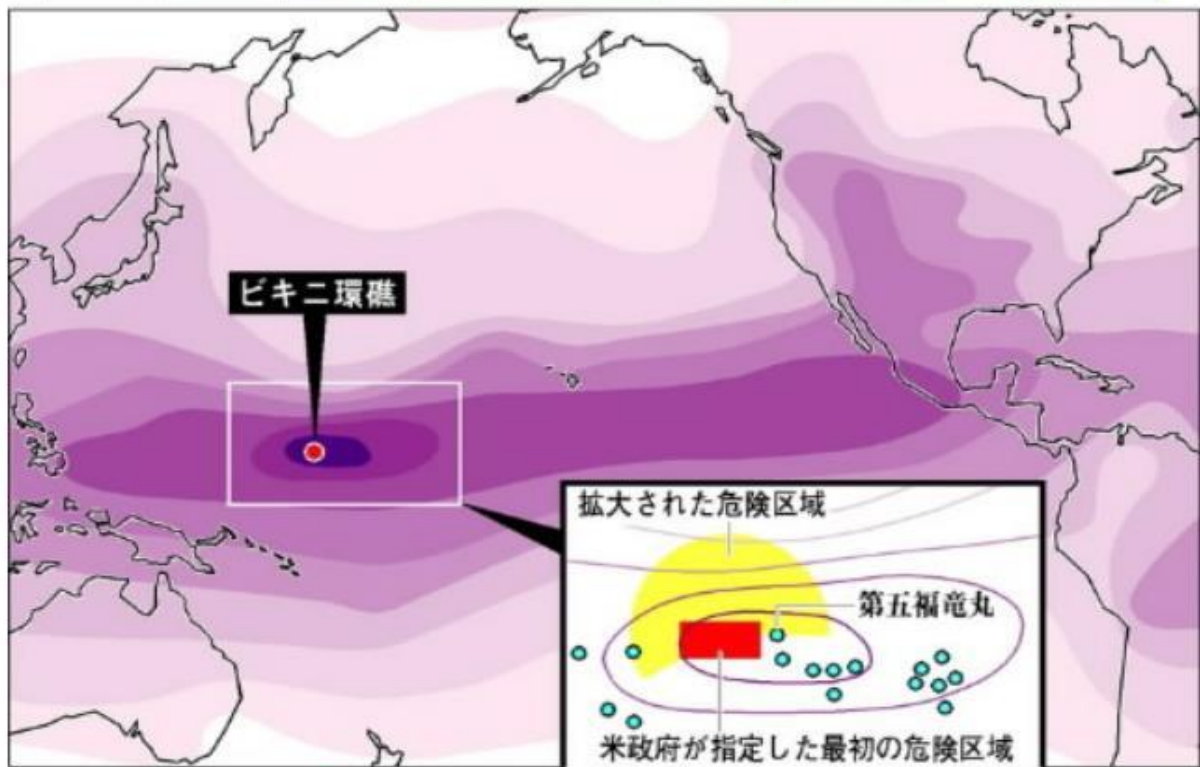 ビキニ環礁
拡大された危険区域
第五福竜丸
米政府が指定した最初の危険区域